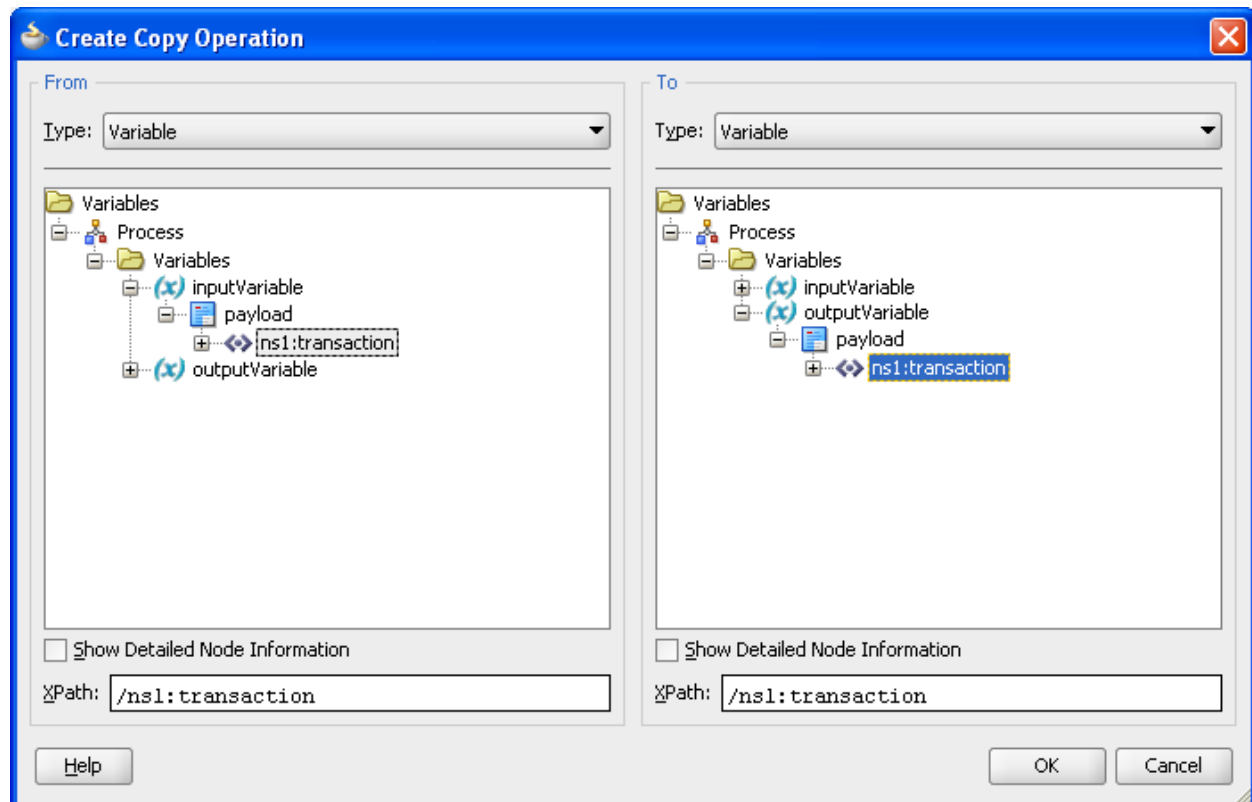 Create Copy Operation
From
Type: Variable
Variables
Process
Variables
(x) inputVariable
payload
<> ns1:transaction
(x) outputVariable
Show Detailed Node Information
XPath: /ns1:transaction
To
Type: Variable
Variables
Process
Variables
(x) inputVariable
(x) outputVariable
payload
<> ns1:transaction
Show Detailed Node Information
XPath: /ns1:transaction
Help
OK
Cancel